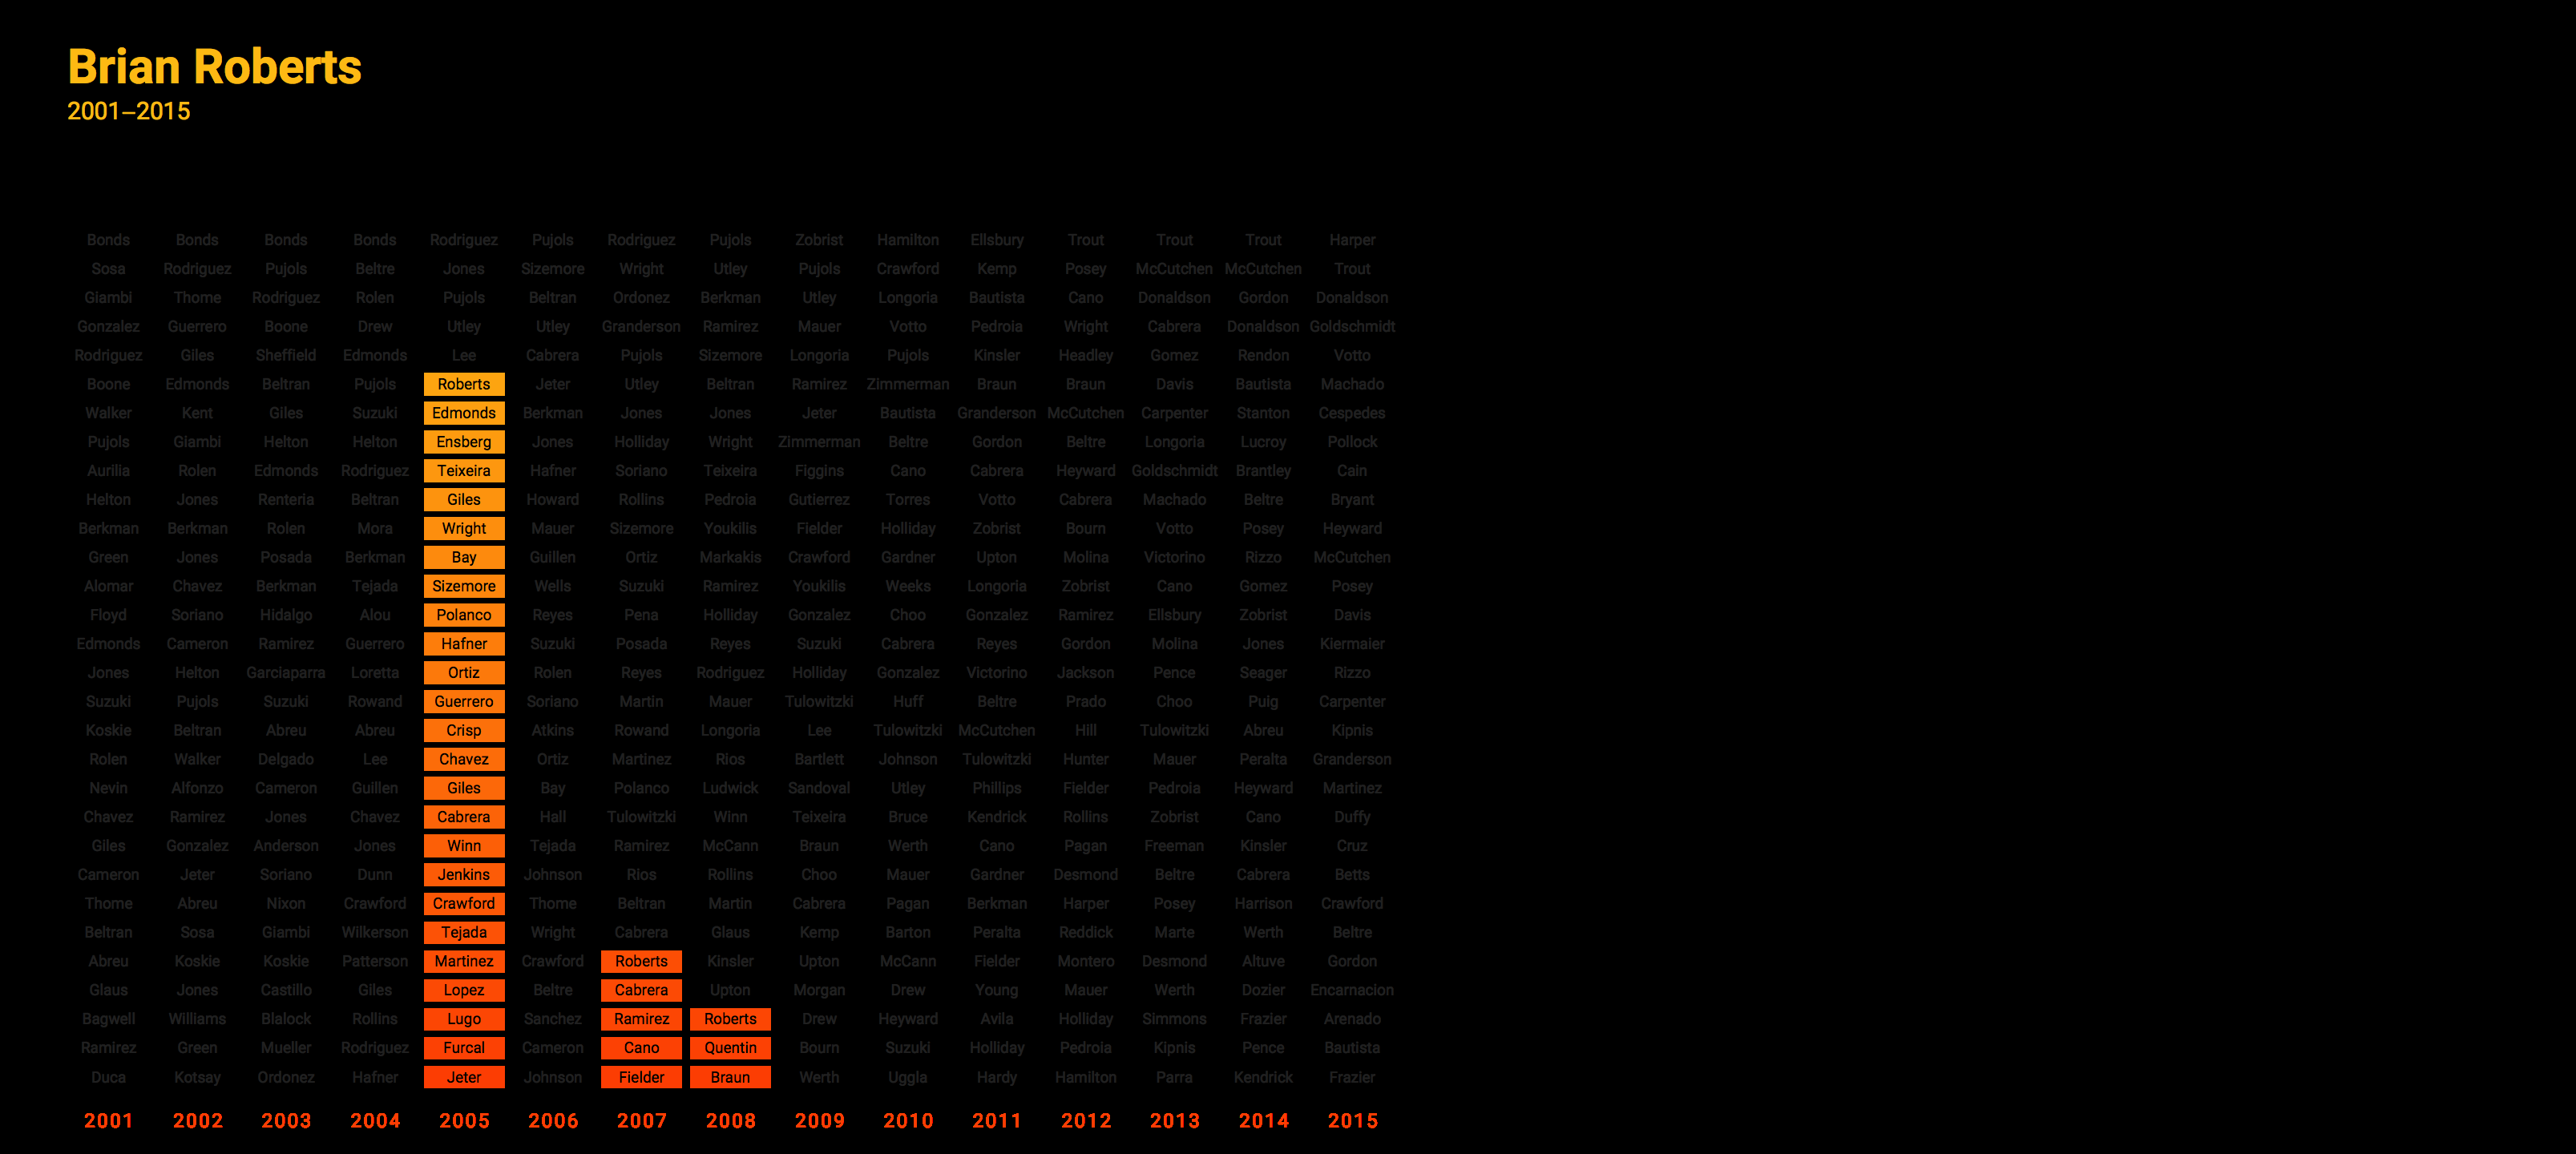 Brian Roberts
2001–2015
Bonds Bonds Bonds Bonds Rodriguez Pujols Rodriguez Pujols Zobrist Hamilton Ellsbury Trout Trout Trout Harper
Sosa Rodriguez Pujols Beltre Jones Sizemore Wright Utley Pujols Crawford Kemp Posey McCutchen McCutchen Trout
Giambi Thome Rodriguez Rolen Pujols Beltran Ordonez Berkman Utley Longoria Bautista Cano Donaldson Gordon Donaldson
Gonzalez Guerrero Boone Drew Utley Utley Granderson Ramirez Mauer Votto Pedroia Wright Cabrera Donaldson Goldschmidt
Rodriguez Giles Sheffield Edmonds Lee Cabrera Pujols Sizemore Longoria Pujols Kinsler Headley Gomez Rendon Votto
Boone Edmonds Beltran Pujols Roberts Jeter Utley Beltran Ramirez Zimmerman Braun Braun Davis Bautista Machado
Walker Kent Giles Suzuki Edmonds Berkman Jones Jones Jeter Bautista Granderson McCutchen Carpenter Stanton Cespedes
Pujols Giambi Helton Helton Ensberg Jones Holliday Wright Zimmerman Beltre Gordon Beltre Longoria Lucroy Pollock
Aurilia Rolen Edmonds Rodriguez Teixeira Hafner Soriano Teixeira Figgins Cano Cabrera Heyward Goldschmidt Brantley Cain
Helton Jones Renteria Beltran Giles Howard Rollins Pedroia Gutierrez Torres Votto Cabrera Machado Beltre Bryant
Berkman Berkman Rolen Mora Wright Mauer Sizemore Youkilis Fielder Holliday Zobrist Bourn Votto Posey Heyward
Green Jones Posada Berkman Bay Guillen Ortiz Markakis Crawford Gardner Upton Molina Victorino Rizzo McCutchen
Alomar Chavez Berkman Tejada Sizemore Wells Suzuki Ramirez Youkilis Weeks Longoria Zobrist Cano Gomez Posey
Floyd Soriano Hidalgo Alou Polanco Reyes Pena Holliday Gonzalez Choo Gonzalez Ramirez Ellsbury Zobrist Davis
Edmonds Cameron Ramirez Guerrero Hafner Suzuki Posada Reyes Suzuki Cabrera Reyes Gordon Molina Jones Kiermaier
Jones Helton Garciaparra Loretta Ortiz Rolen Reyes Rodriguez Holliday Gonzalez Victorino Jackson Pence Seager Rizzo
Suzuki Pujols Suzuki Rowand Guerrero Soriano Martin Mauer Tulowitzki Huff Beltre Prado Choo Puig Carpenter
Koskie Beltran Abreu Abreu Crisp Atkins Rowand Longoria Lee Tulowitzki McCutchen Hill Tulowitzki Abreu Kipnis
Rolen Walker Delgado Lee Chavez Ortiz Martinez Rios Bartlett Johnson Tulowitzki Hunter Mauer Peralta Granderson
Nevin Alfonzo Cameron Guillen Giles Bay Polanco Ludwick Sandoval Utley Phillips Fielder Pedroia Heyward Martinez
Chavez Ramirez Jones Chavez Cabrera Hall Tulowitzki Winn Teixeira Bruce Kendrick Rollins Zobrist Cano Duffy
Giles Gonzalez Anderson Jones Winn Tejada Ramirez McCann Braun Werth Cano Pagan Freeman Kinsler Cruz
Cameron Jeter Soriano Dunn Jenkins Johnson Rios Rollins Choo Mauer Gardner Desmond Beltre Cabrera Betts
Thome Abreu Nixon Crawford Crawford Thome Beltran Martin Cabrera Pagan Berkman Harper Posey Harrison Crawford
Beltran Sosa Giambi Wilkerson Tejada Wright Cabrera Glaus Kemp Barton Peralta Reddick Marte Werth Beltre
Abreu Koskie Koskie Patterson Martinez Crawford Roberts Kinsler Upton McCann Fielder Montero Desmond Altuve Gordon
Glaus Jones Castillo Giles Lopez Beltre Cabrera Upton Morgan Drew Young Mauer Werth Dozier Encarnacion
Bagwell Williams Blalock Rollins Lugo Sanchez Ramirez Roberts Drew Heyward Avila Holliday Simmons Frazier Arenado
Ramirez Green Mueller Rodriguez Furcal Cameron Cano Quentin Bourn Suzuki Holliday Pedroia Kipnis Pence Bautista
Duca Kotsay Ordonez Hafner Jeter Johnson Fielder Braun Werth Uggla Hardy Hamilton Parra Kendrick Frazier
2001 2002 2003 2004 2005 2006 2007 2008 2009 2010 2011 2012 2013 2014 2015